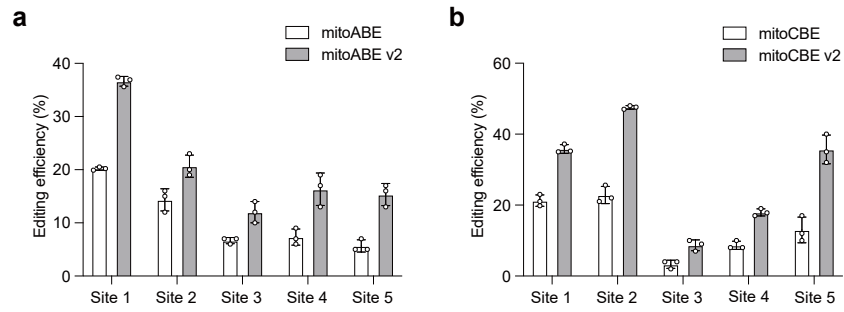 a
mitoABE
mitoABE v2
Editing efficiency (%)
40
30
20
10
0
Site 1 Site 2 Site 3 Site 4 Site 5
b
mitoCBE
mitoCBE v2
Editing efficiency (%)
60
40
20
0
Site 1 Site 2 Site 3 Site 4 Site 5